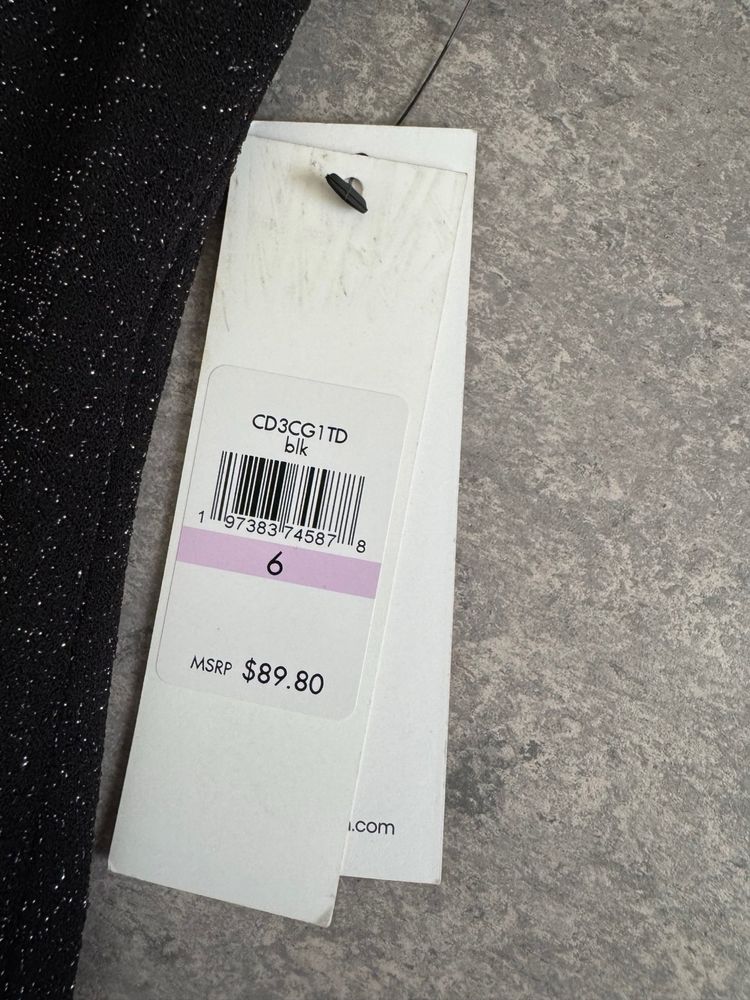 CD3CG1TD
blk
1 97383 74587 8
6
MSRP $89.80
.com